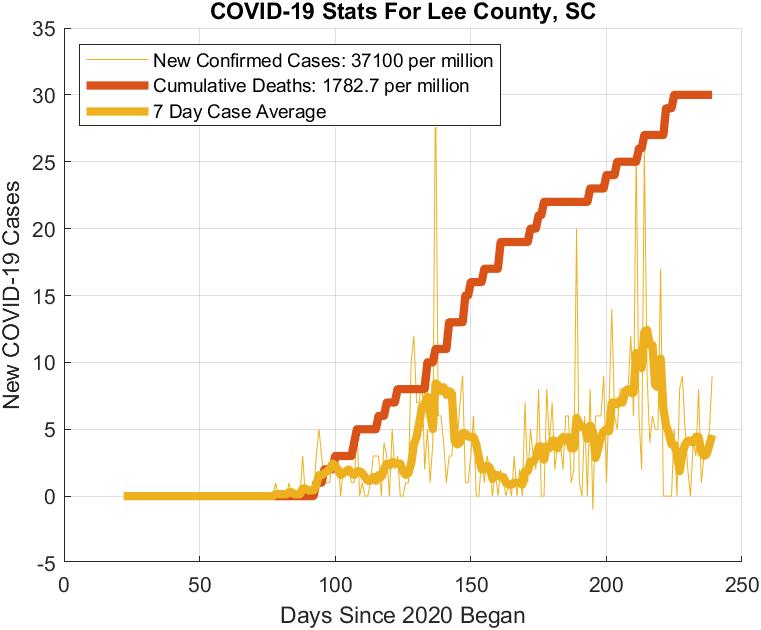 COVID-19 Stats For Lee County, SC
New Confirmed Cases: 37100 per million
Cumulative Deaths: 1782.7 per million
7 Day Case Average
New COVID-19 Cases
35
30
25
20
15
10
5
0
-5
0 50 100 150 200 250
Days Since 2020 Began